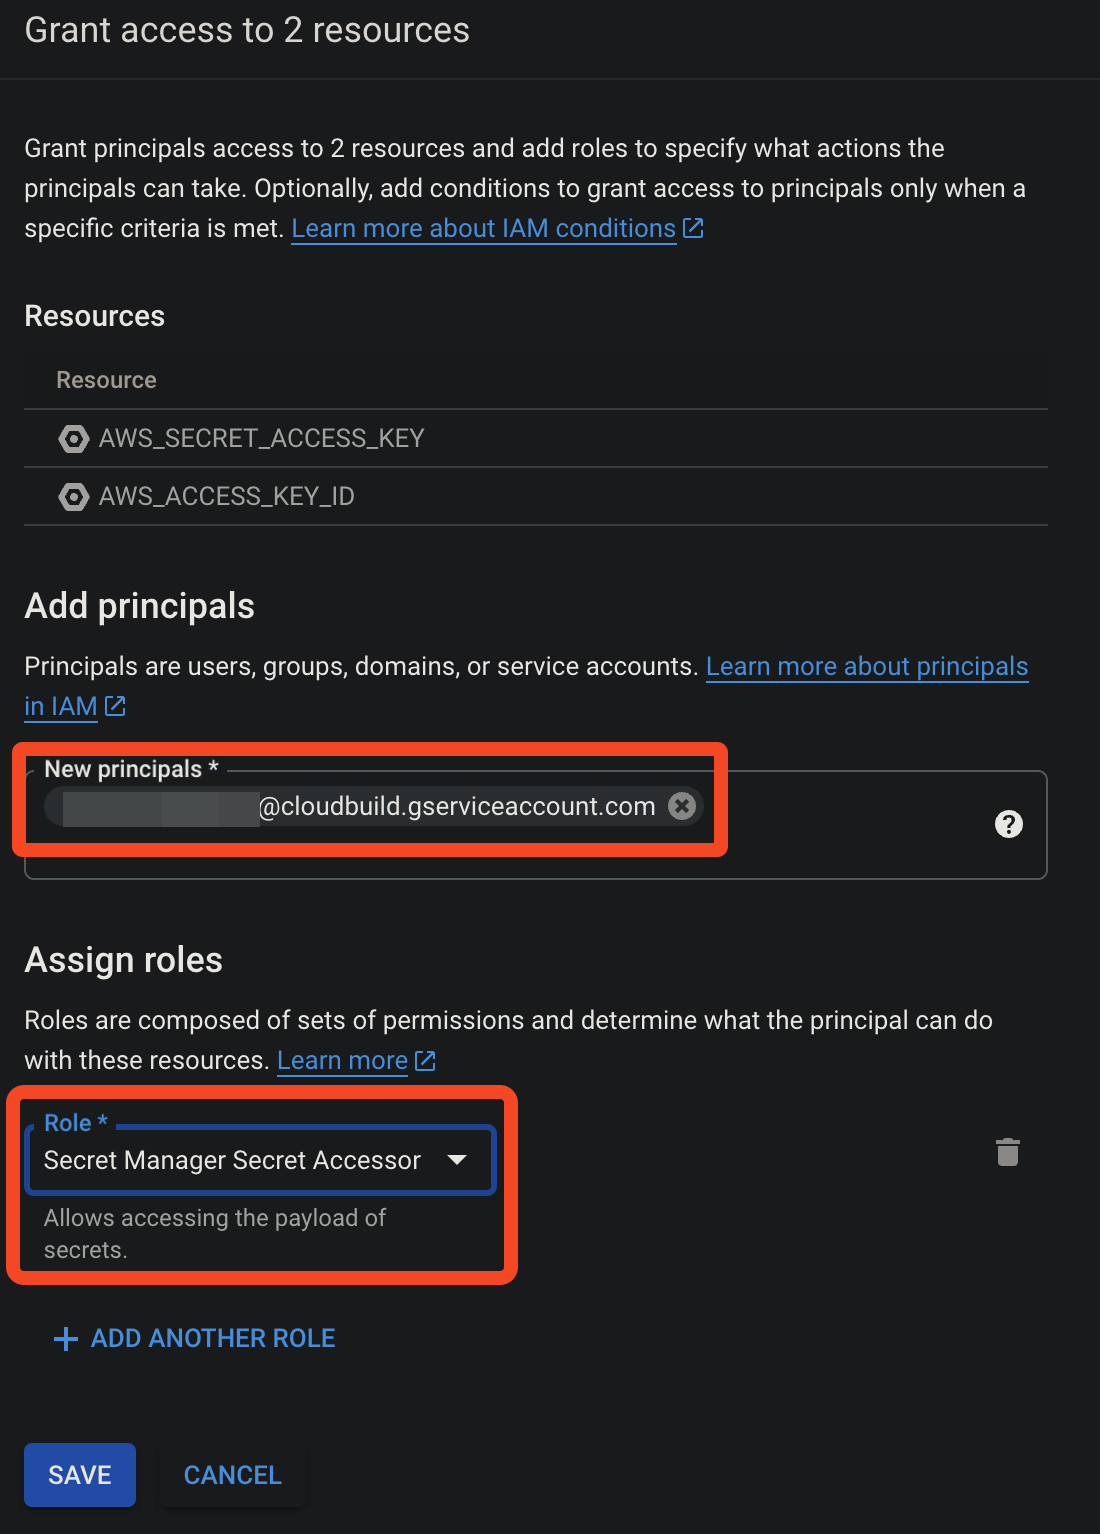 Grant access to 2 resources
Grant principals access to 2 resources and add roles to specify what actions the
principals can take. Optionally, add conditions to grant access to principals only when a
specific criteria is met. Learn more about IAM conditions
Resources
Resource
AWS_SECRET_ACCESS_KEY
AWS_ACCESS_KEY_ID
Add principals
Principals are users, groups, domains, or service accounts. Learn more about principals
in IAM
New principals *
@cloudbuild.gserviceaccount.com
Assign roles
Roles are composed of sets of permissions and determine what the principal can do
with these resources. Learn more
Role *
Secret Manager Secret Accessor
Allows accessing the payload of
secrets.
ADD ANOTHER ROLE
SAVE CANCEL